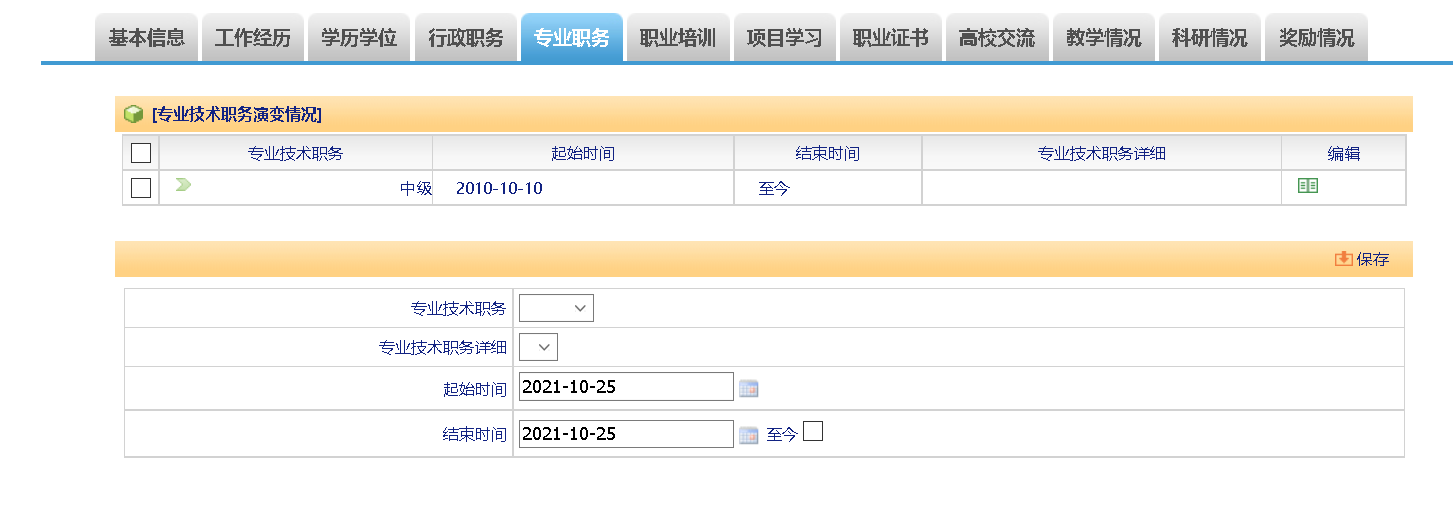 基本信息 工作经历 学历学位 行政职务 专业职务 职业培训 项目学习 职业证书 高校交流 教学情况 科研情况 奖励情况
[专业技术职务演变情况]
专业技术职务 起始时间 结束时间 专业技术职务详细 编辑
中级 2010-10-10 至今
保存
专业技术职务
专业技术职务详细
起始时间 2021-10-25
结束时间 2021-10-25 至今